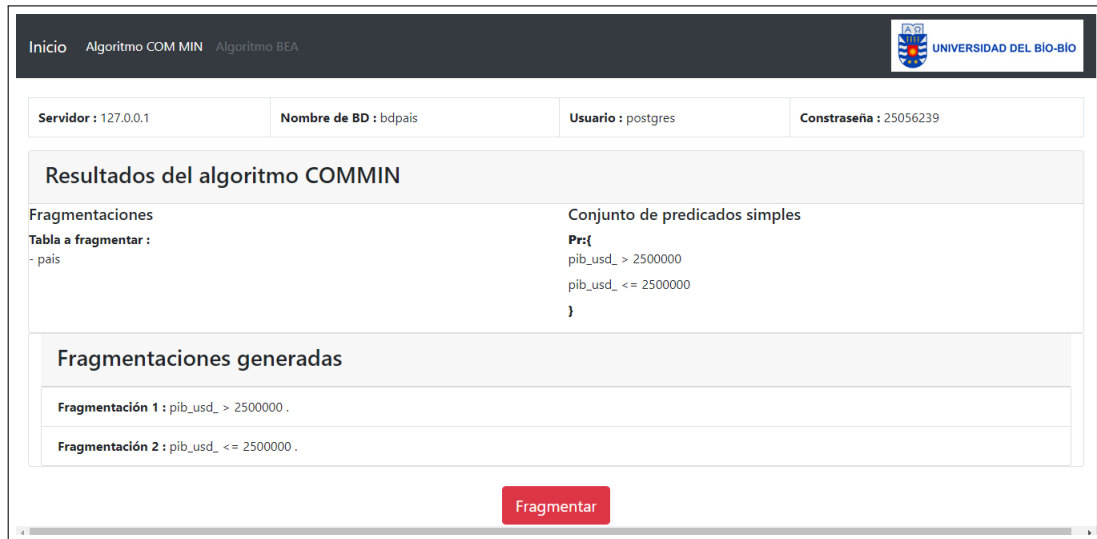 Inicio Algoritmo COM MIN Algoritmo BEA
UNIVERSIDAD DEL BÍO-BÍO
Servidor : 127.0.0.1 Nombre de BD : bdpais Usuario : postgres Constraseña : 25056239
Resultados del algoritmo COMMIN
Fragmentaciones
Tabla a fragmentar :
- pais
Conjunto de predicados simples
Pr:{
pib_usd_ > 2500000
pib_usd_ <= 2500000
}
Fragmentaciones generadas
Fragmentación 1 : pib_usd_ > 2500000 .
Fragmentación 2 : pib_usd_ <= 2500000 .
Fragmentar